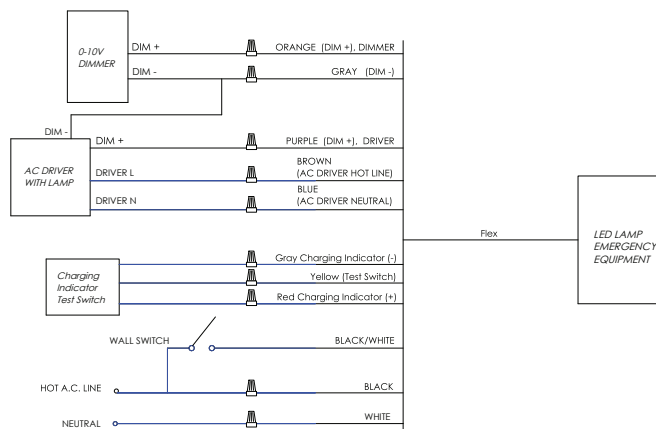 0-10V
DIMMER
DIM +
ORANGE (DIM +), DIMMER
DIM -
GRAY (DIM -)
DIM -
AC DRIVER
WITH LAMP
DIM +
PURPLE (DIM +), DRIVER
DRIVER L
BROWN
(AC DRIVER HOT LINE)
DRIVER N
BLUE
(AC DRIVER NEUTRAL)
Flex
LED LAMP
EMERGENCY
EQUIPMENT
Charging
Indicator
Test Switch
Gray Charging Indicator (-)
Yellow (Test Switch)
Red Charging Indicator (+)
WALL SWITCH
BLACK/WHITE
HOT A.C. LINE
BLACK
NEUTRAL
WHITE